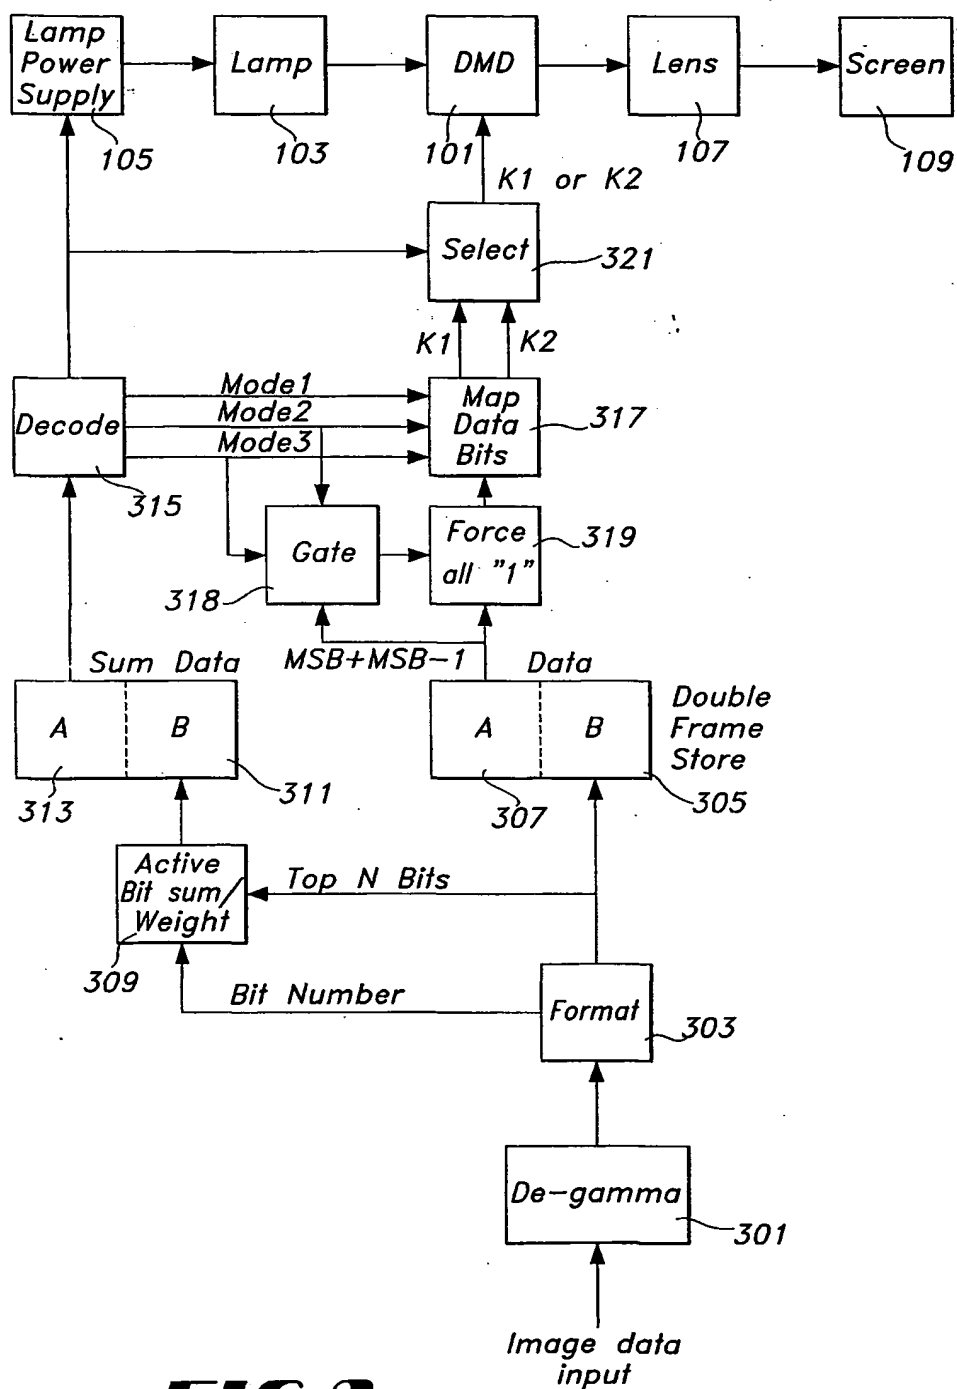 Lamp
Power
Supply
105
Lamp
103
DMD
101
Lens
107
Screen
109
K1 or K2
Select
321
K1
K2
Decode
315
Mode1
Mode2
Mode3
Map
Data
Bits
317
Gate
318
Force
all "1"
319
MSB+MSB-1
Sum Data
A
B
313
311
Data
A
B
307
305
Double
Frame
Store
Active
Bit sum/
Weight
309
Top N Bits
Bit Number
Format
303
De-gamma
301
Image data
input